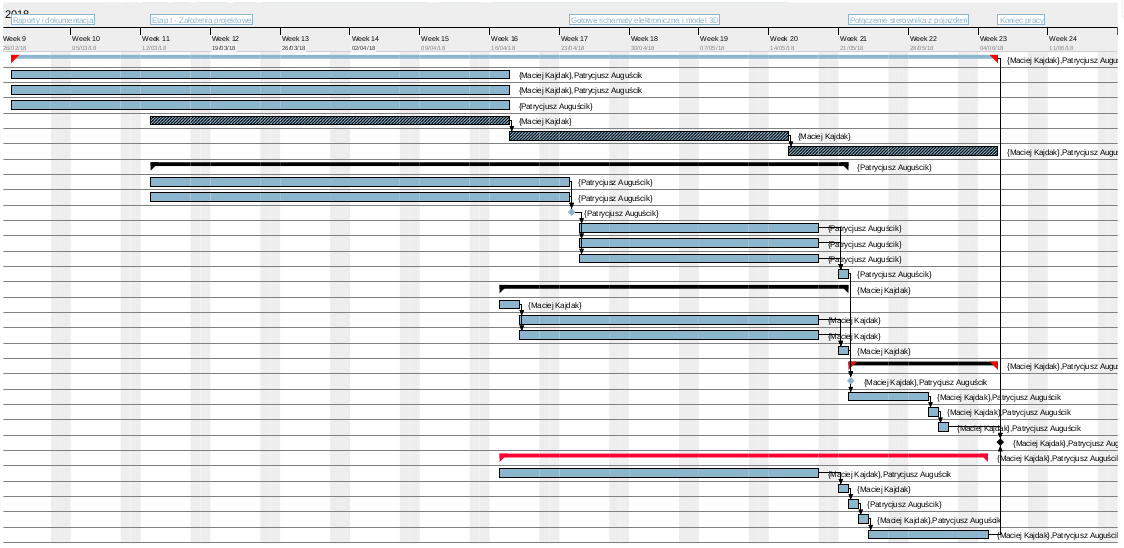 2018
Raporty i dokumentacja
Etap I - Założenia projektowe
Gotowe schematy elektroniczne i model 3D
Połączenie sterownika z pojazdem
Koniec pracy
Week 9 Week 10 Week 11 Week 12 Week 13 Week 14 Week 15 Week 16 Week 17 Week 18 Week 19 Week 20 Week 21 Week 22 Week 23 Week 24
26/02/18 05/03/18 12/03/18 19/03/18 26/03/18 02/04/18 09/04/18 16/04/18 23/04/18 30/04/18 7/05/18 14/05/18 21/05/18 28/05/18 04/06/18 11/06/18
{Maciej Kajdak},Patrycjusz Augu
{Maciej Kajdak},Patrycjusz Auguścik
{Maciej Kajdak},Patrycjusz Auguścik
{Patrycjusz Auguścik}
{Maciej Kajdak}
{Maciej Kajdak}
{Maciej Kajdak},Patrycjusz Augu
{Patrycjusz Auguścik}
{Patrycjusz Auguścik}
{Patrycjusz Auguścik}
{Patrycjusz Auguścik}
{Patrycjusz Auguścik}
{Patrycjusz Auguścik}
{Patrycjusz Auguścik}
{Patrycjusz Auguścik}
{Maciej Kajdak}
{Maciej Kajdak}
{Maciej Kajdak}
{Maciej Kajdak}
{Maciej Kajdak}
{Maciej Kajdak},Patrycjusz Augu
{Maciej Kajdak},Patrycjusz Auguścik
{Maciej Kajdak},Patrycjusz Auguścik
{Maciej Kajdak},Patrycjusz Auguścik
{Maciej Kajdak},Patrycjusz Auguścik
{Maciej Kajdak},Patrycjusz Aug
{Maciej Kajdak},Patrycjusz Auguścil
{Maciej Kajdak},Patrycjusz Auguścik
{Maciej Kajdak}
{Patrycjusz Auguścik}
{Maciej Kajdak},Patrycjusz Auguścik
{Maciej Kajdak},Patrycjusz Auguścil